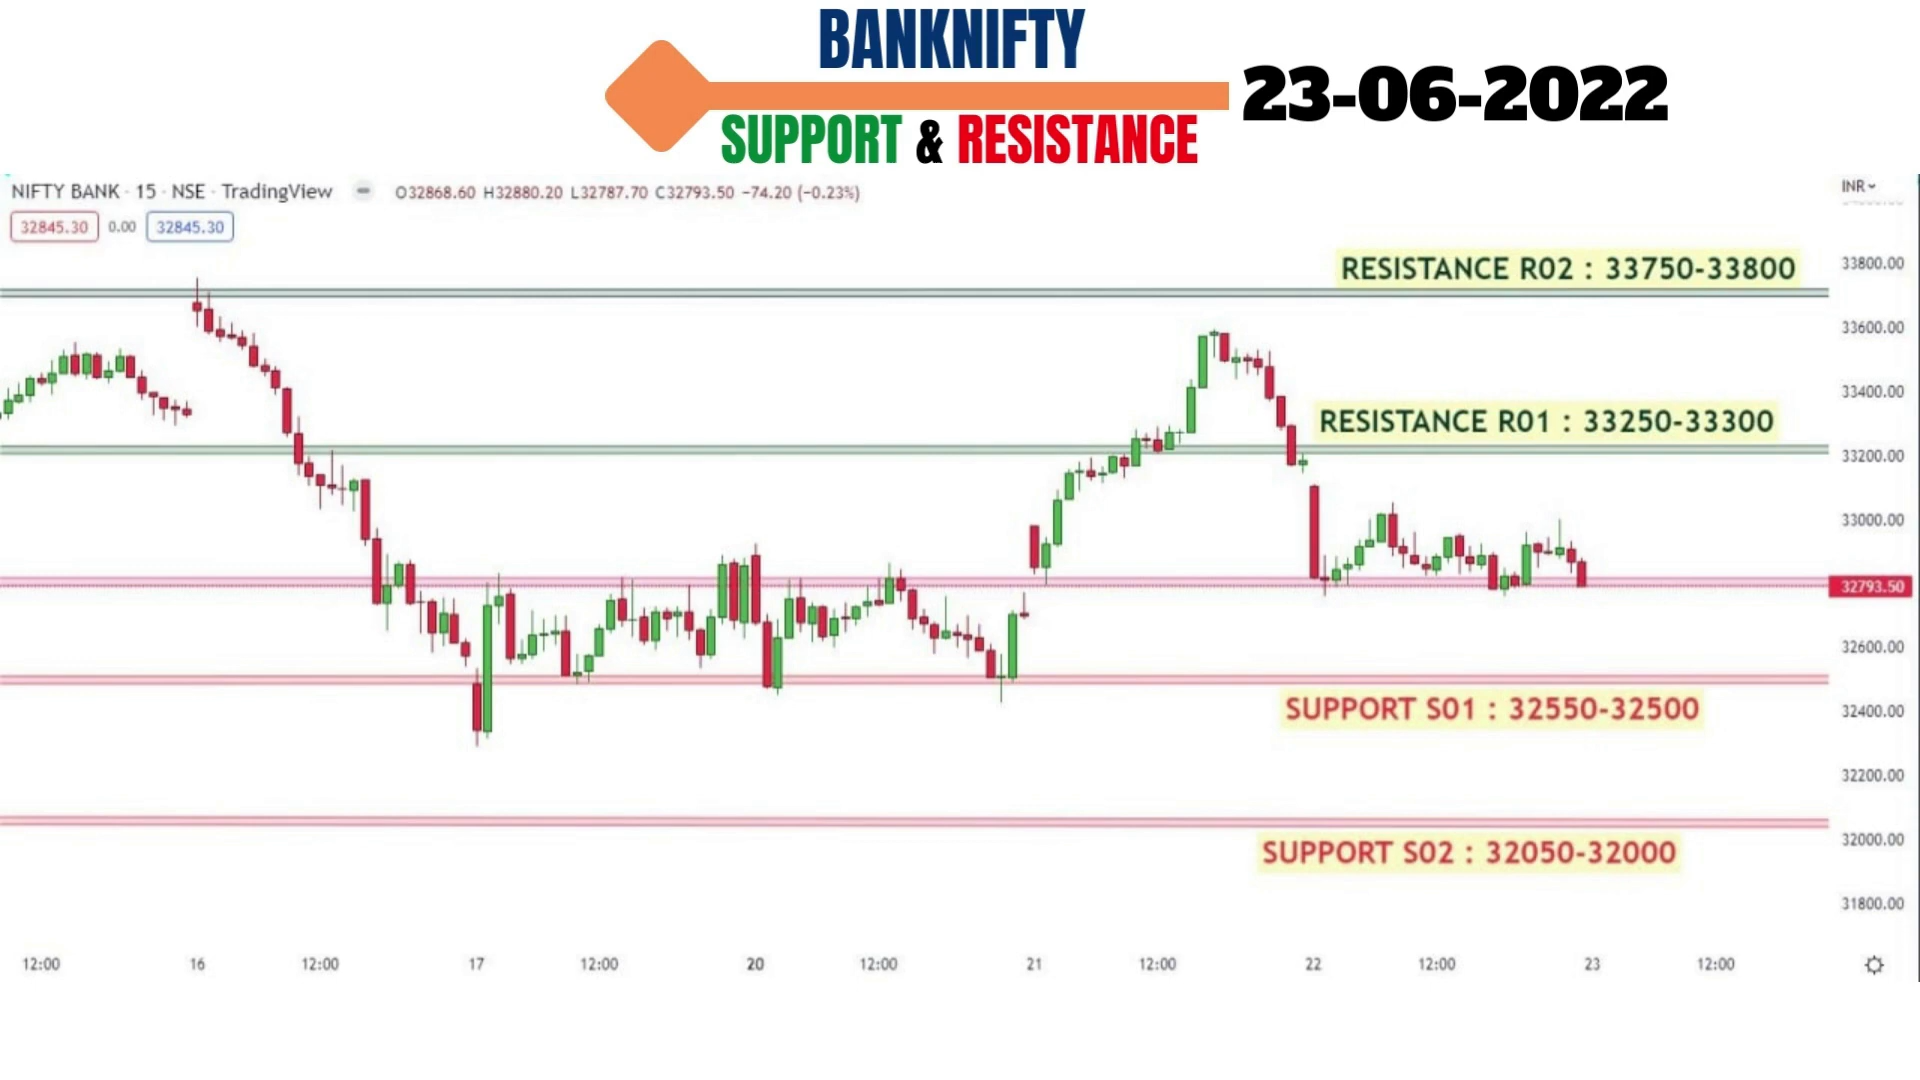 BANKNIFTY
23-06-2022
SUPPORT & RESISTANCE
NIFTY BANK · 15 · NSE · TradingView O32868.60 H32880.20 L32787.70 C32793.50 −74.20 (−0.23%)
INR
32845.30 0.00 32845.30
RESISTANCE R02 : 33750-33800
33800.00
33600.00
33400.00
RESISTANCE R01 : 33250-33300
33200.00
33000.00
32793.50
32600.00
SUPPORT S01 : 32550-32500
32400.00
32200.00
32000.00
SUPPORT S02 : 32050-32000
31800.00
12:00 16 12:00 17 12:00 20 12:00 21 12:00 22 12:00 23 12:00